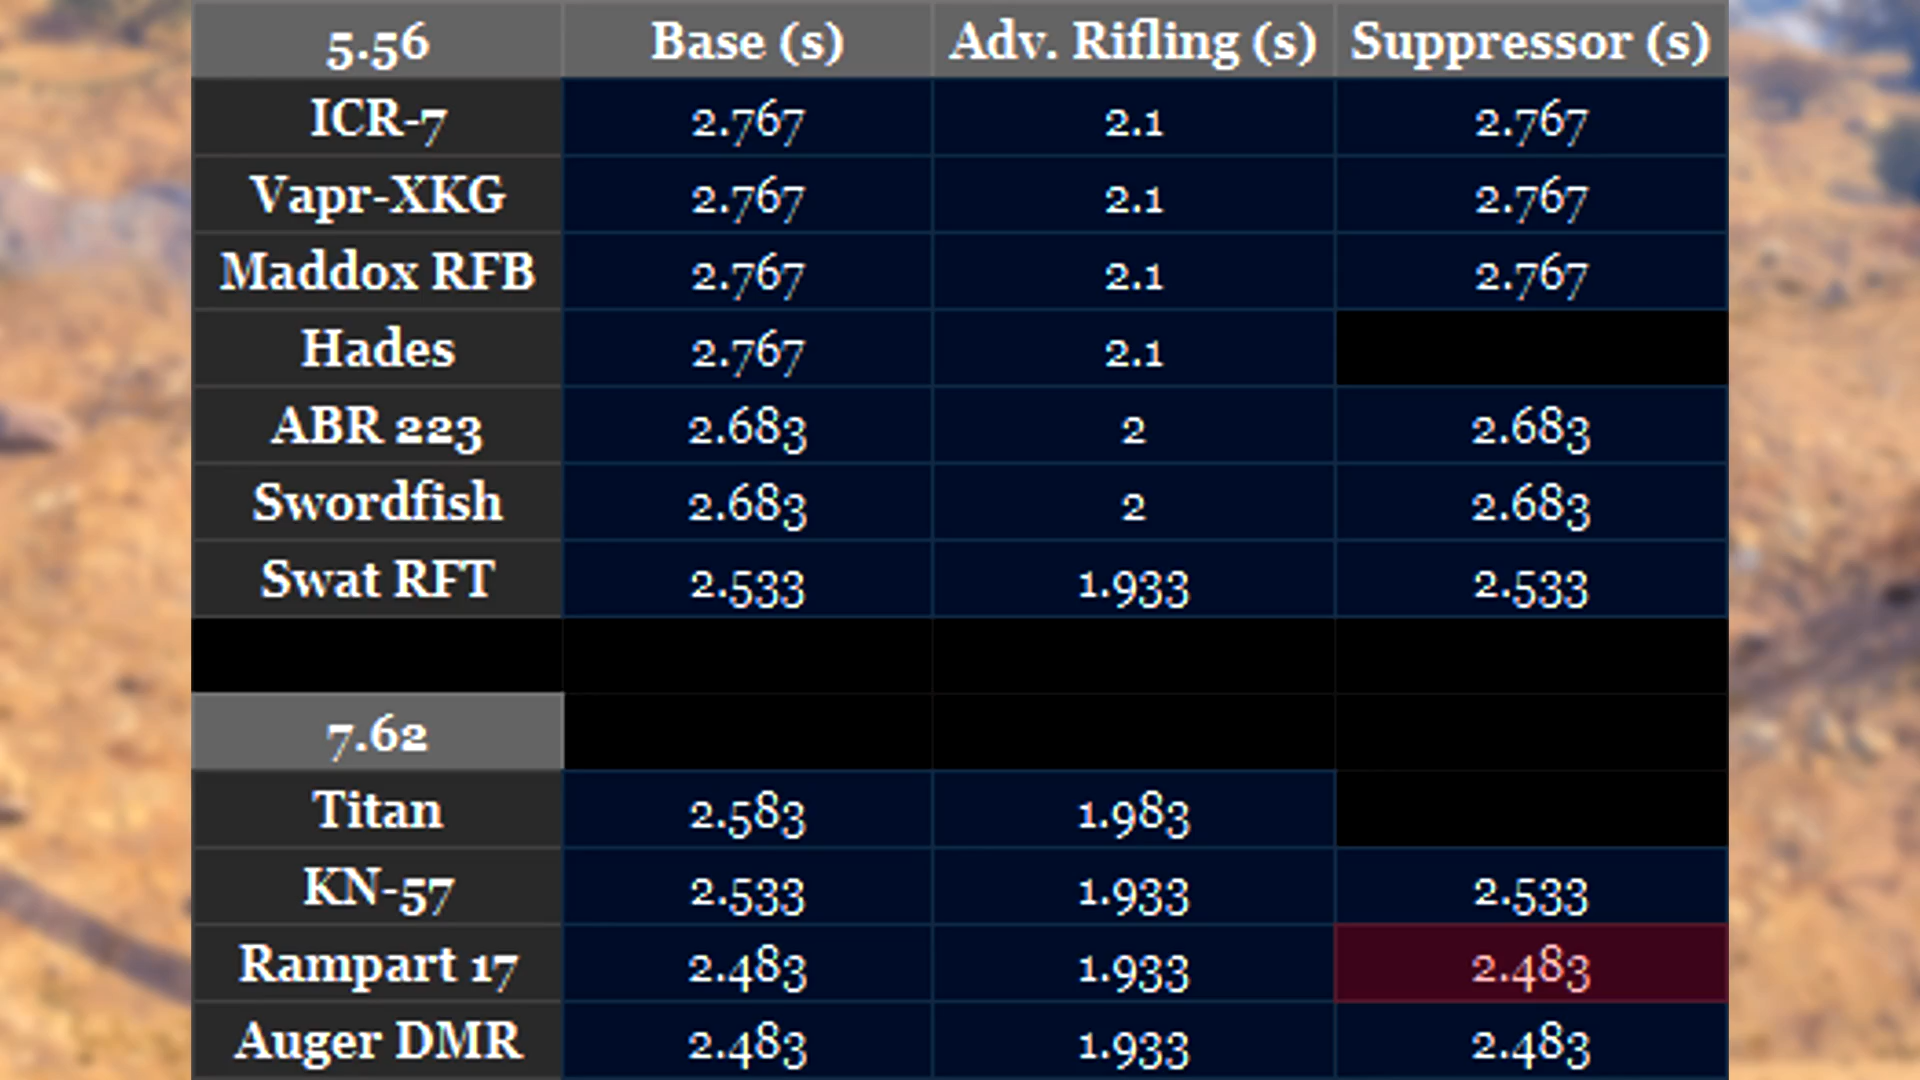 5.56 Base (s) Adv. Rifling (s) Suppressor (s)
ICR-7 2.767 2.1 2.767
Vapr-XKG 2.767 2.1 2.767
Maddox RFB 2.767 2.1 2.767
Hades 2.767 2.1
ABR 223 2.683 2 2.683
Swordfish 2.683 2 2.683
Swat RFT 2.533 1.933 2.533
7.62
Titan 2.583 1.983
KN-57 2.533 1.933 2.533
Rampart 17 2.483 1.933 2.483
Auger DMR 2.483 1.933 2.483